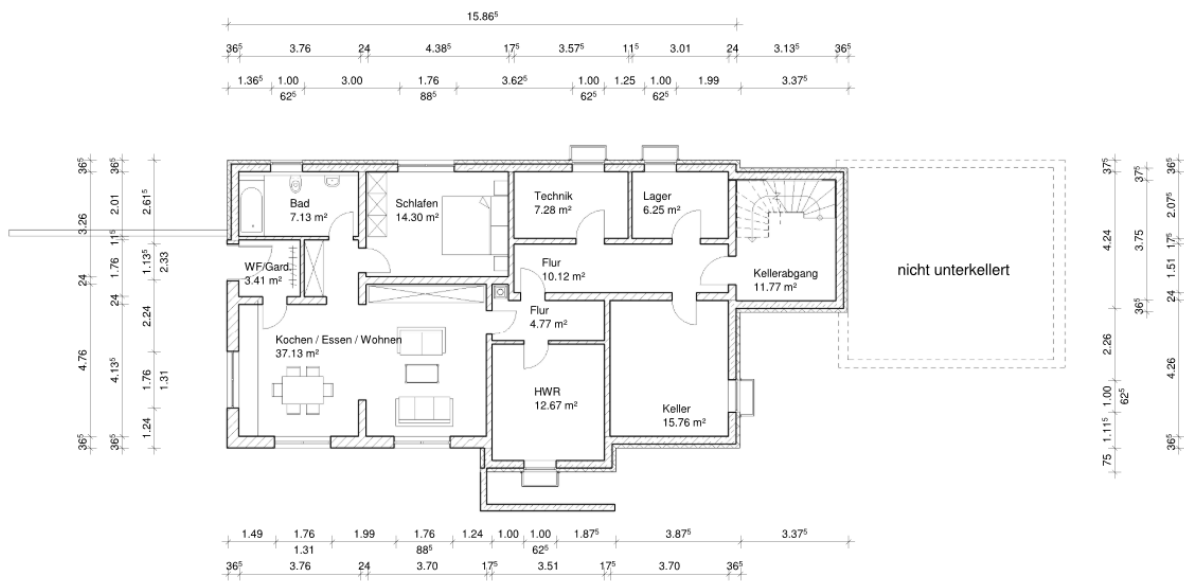 15.86⁵
36⁵ 3.76 24 4.38⁵ 17⁵ 3.57⁵ 11⁵ 3.01 24 3.13⁵ 36⁵
1.36⁵ 1.00 3.00 1.76 3.62⁵ 1.00 1.25 1.00 1.99 3.37⁵
62⁵ 88⁵ 62⁵ 62⁵
36⁵ 3.26 24 4.76 36⁵
36⁵ 2.01 11⁵ 1.76 24 4.13⁵ 36⁵
2.61⁵ 1.13⁵ 2.24 1.76 1.24
2.33 1.31
Bad
7.13 m²
Schlafen
14.30 m²
Technik
7.28 m²
Lager
6.25 m²
WF/Gard.
3.41 m²
Flur
10.12 m²
Kellerabgang
11.77 m²
nicht unterkellert
Flur
4.77 m²
Kochen / Essen / Wohnen
37.13 m²
HWR
12.67 m²
Keller
15.76 m²
37⁵ 4.24 2.26 1.00 1.11⁵ 75
62⁵
37⁵ 3.75 36⁵
36⁵ 2.07⁵ 17⁵ 1.51 24 4.26 36⁵
1.49 1.76 1.99 1.76 1.24 1.00 1.00 1.87⁵ 3.87⁵ 3.37⁵
1.31 88⁵ 62⁵
36⁵ 3.76 24 3.70 17⁵ 3.51 17⁵ 3.70 36⁵